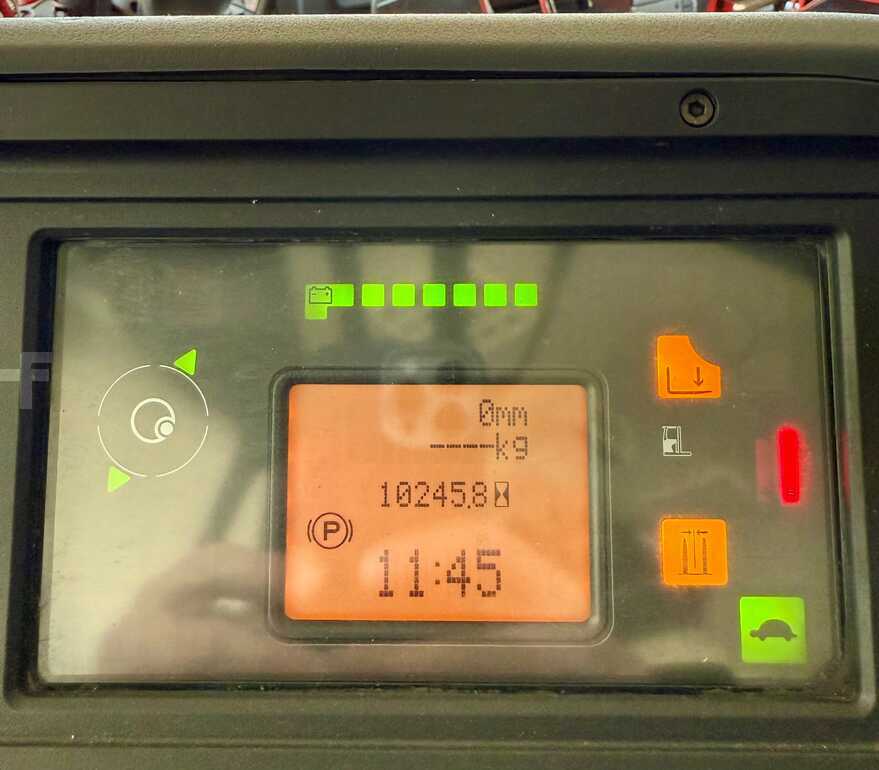 0mm
----kg
10245.8
(P)
11:45
F